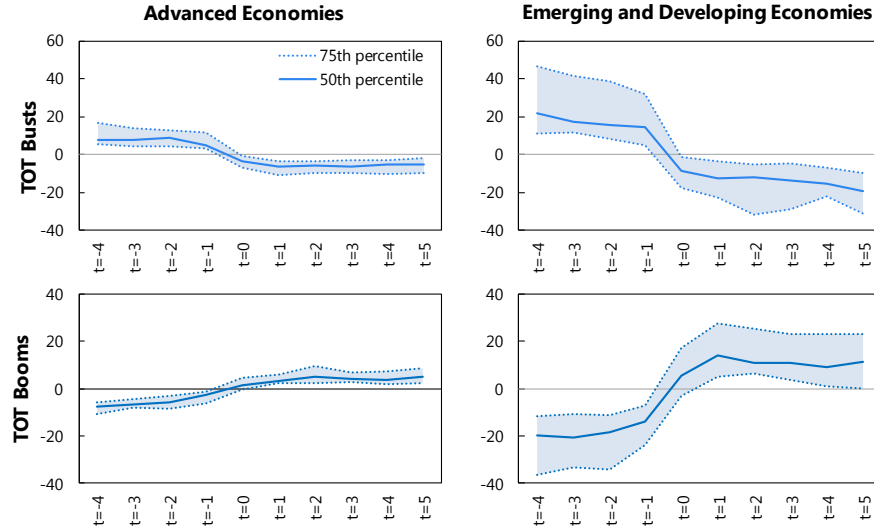 Advanced Economies
Emerging and Developing Economies
TOT Busts
60
40
20
0
-20
-40
75th percentile
50th percentile
t=-4
t=-3
t=-2
t=-1
t=0
t=1
t=2
t=3
t=4
t=5
60
40
20
0
-20
-40
t=-4
t=-3
t=-2
t=-1
t=0
t=1
t=2
t=3
t=4
t=5
TOT Booms
40
20
0
-20
-40
t=-4
t=-3
t=-2
t=-1
t=0
t=1
t=2
t=3
t=4
t=5
40
20
0
-20
-40
t=-4
t=-3
t=-2
t=-1
t=0
t=1
t=2
t=3
t=4
t=5